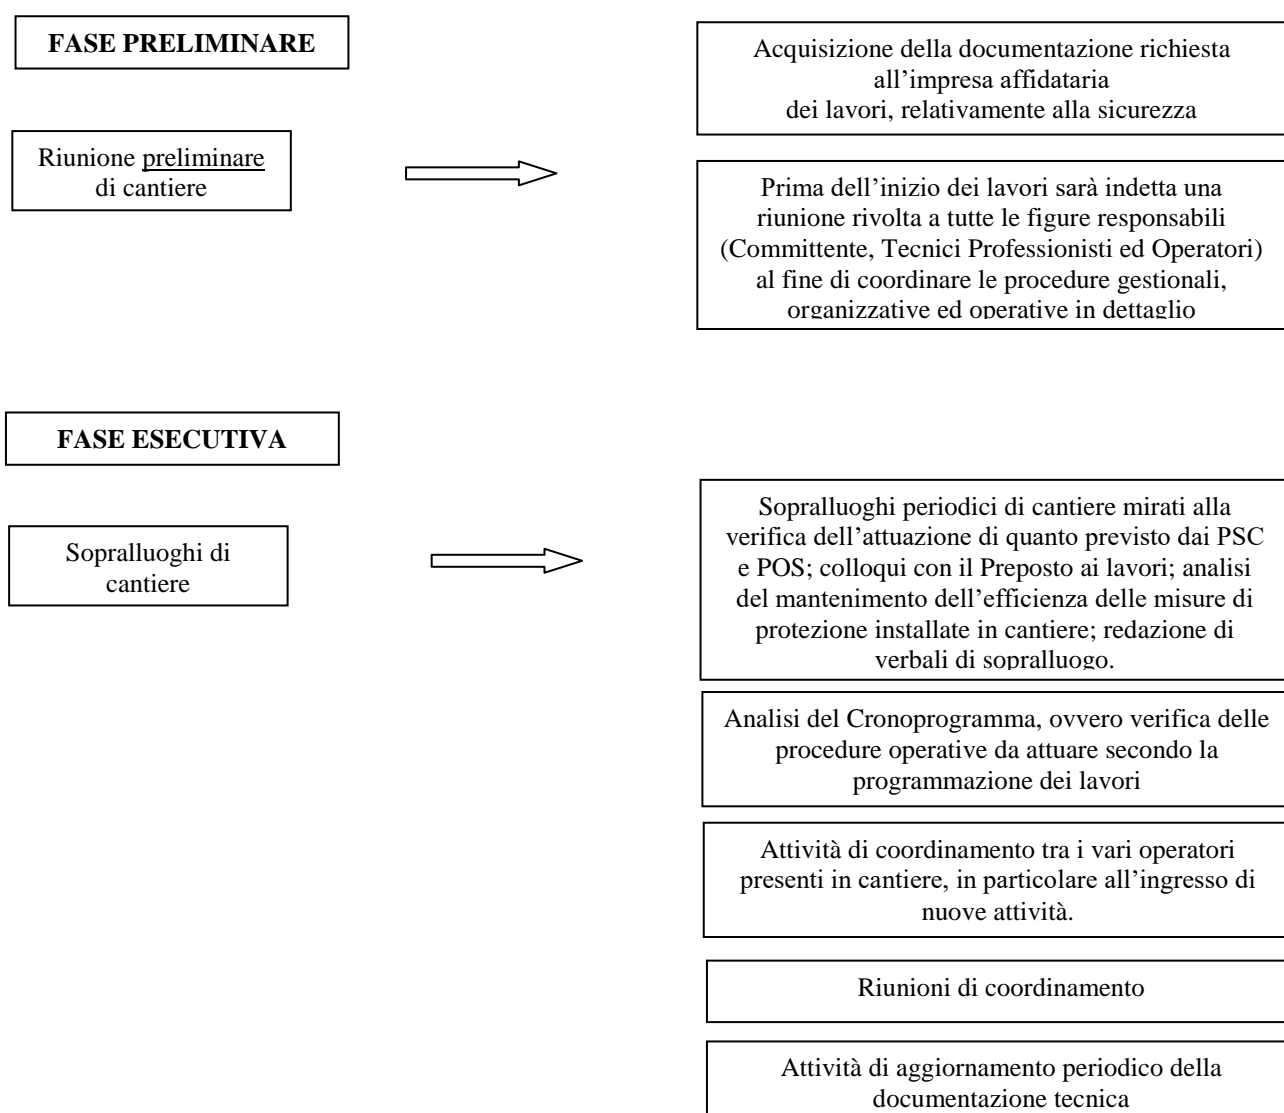 FASE PRELIMINARE
Riunione preliminare
di cantiere
Acquisizione della documentazione richiesta
all’impresa affidataria
dei lavori, relativamente alla sicurezza
Prima dell’inizio dei lavori sarà indetta una
riunione rivolta a tutte le figure responsabili
(Committente, Tecnici Professionisti ed Operatori)
al fine di coordinare le procedure gestionali,
organizzative ed operative in dettaglio
FASE ESECUTIVA
Sopralluoghi di
cantiere
Sopralluoghi periodici di cantiere mirati alla
verifica dell’attuazione di quanto previsto dai PSC
e POS; colloqui con il Preposto ai lavori; analisi
del mantenimento dell’efficienza delle misure di
protezione installate in cantiere; redazione di
verbali di sopralluogo.
Analisi del Cronoprogramma, ovvero verifica delle
procedure operative da attuare secondo la
programmazione dei lavori
Attività di coordinamento tra i vari operatori
presenti in cantiere, in particolare all’ingresso di
nuove attività.
Riunioni di coordinamento
Attività di aggiornamento periodico della
documentazione tecnica